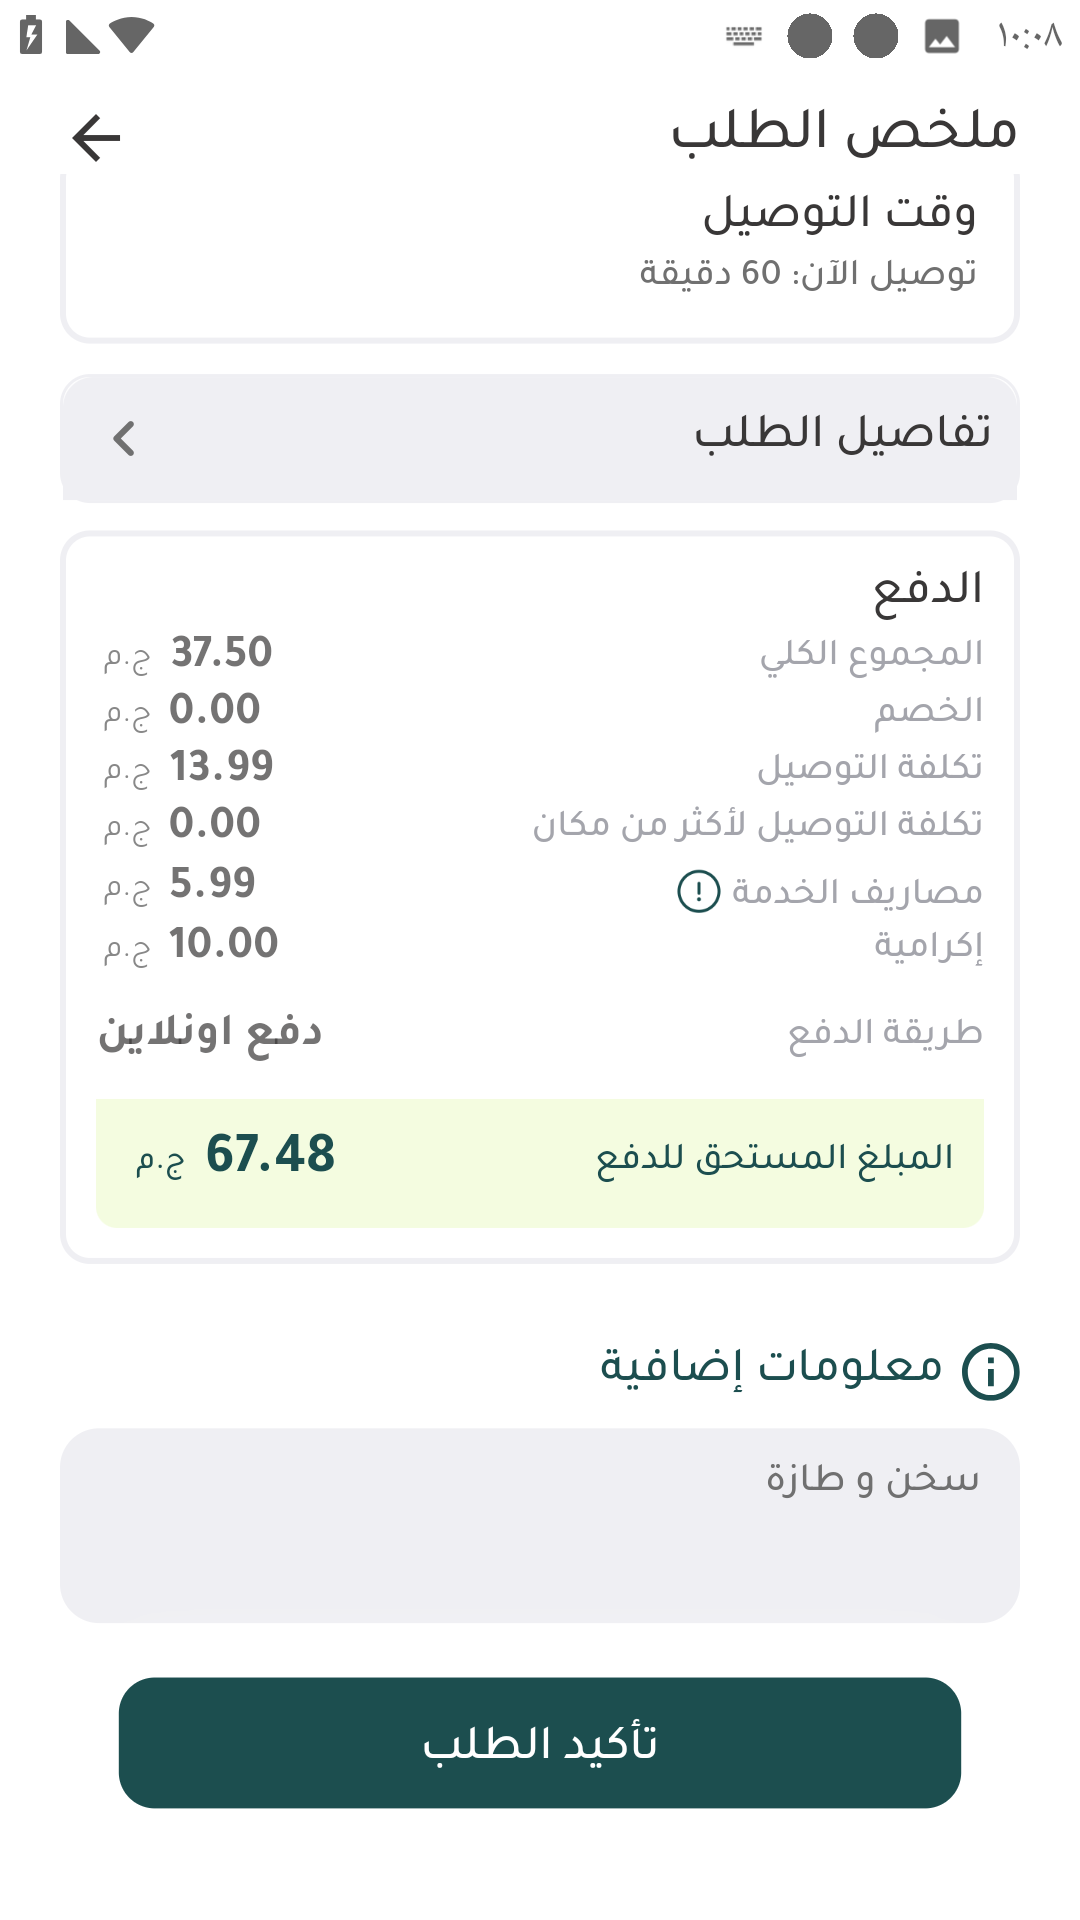 ١٠:٠٨
ملخص الطلب
وقت التوصيل
توصيل الآن: 60 دقيقة
تفاصيل الطلب
الدفع
المجموع الكلي 37.50 ج.م
الخصم 0.00 ج.م
تكلفة التوصيل 13.99 ج.م
تكلفة التوصيل لأكثر من مكان 0.00 ج.م
مصاريف الخدمة 5.99 ج.م
إكرامية 10.00 ج.م
طريقة الدفع دفع اونلاين
المبلغ المستحق للدفع 67.48 ج.م
معلومات إضافية
سخن و طازة
تأكيد الطلب